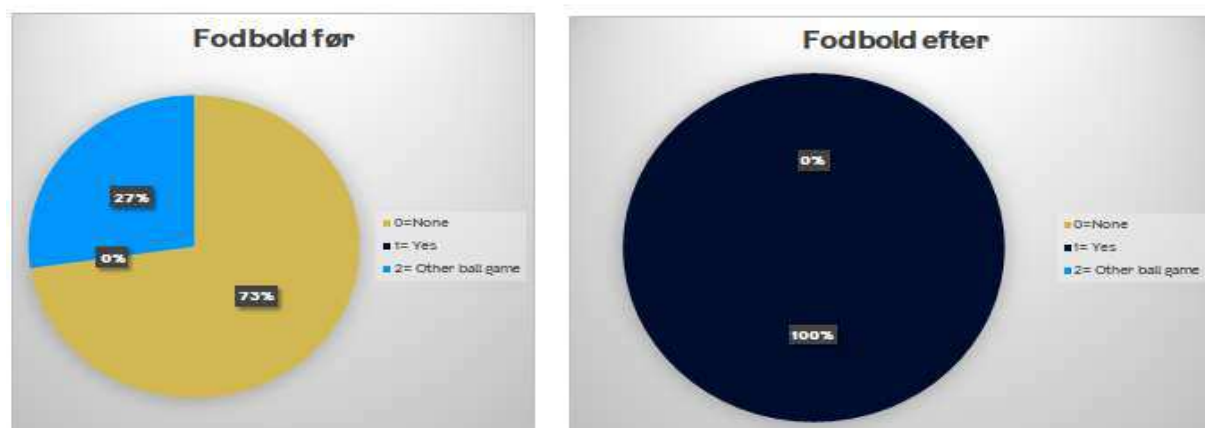 Fodbold før
27%
0%
73%
0=None
1= Yes
2= Other ball game
Fodbold efter
0%
100%
0=None
1= Yes
2= Other ball game